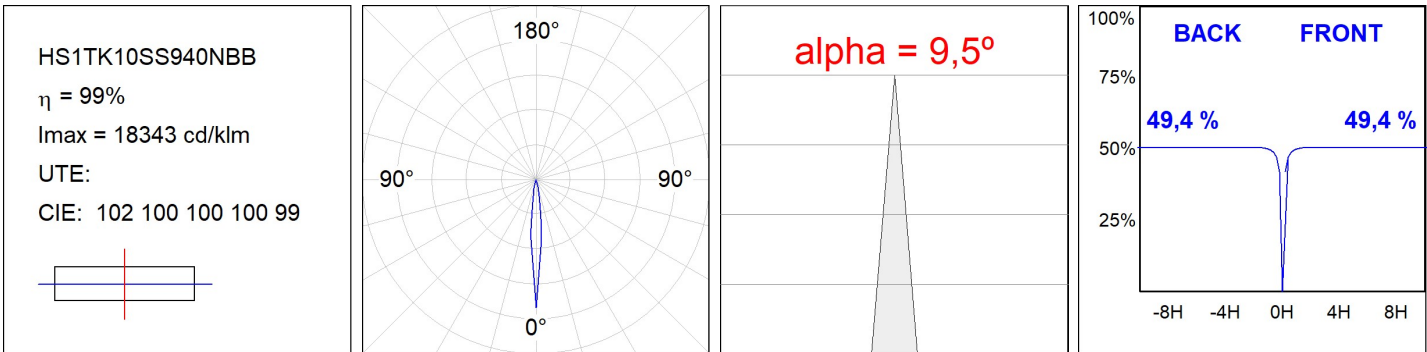 HS1TK10SS940NBB
η = 99%
Imax = 18343 cd/klm
UTE:
CIE: 102 100 100 100 99
180°
90°
90°
0°
alpha = 9,5º
100%
BACK
FRONT
75%
49,4 %
49,4 %
50%
25%
-8H
-4H
0H
4H
8H